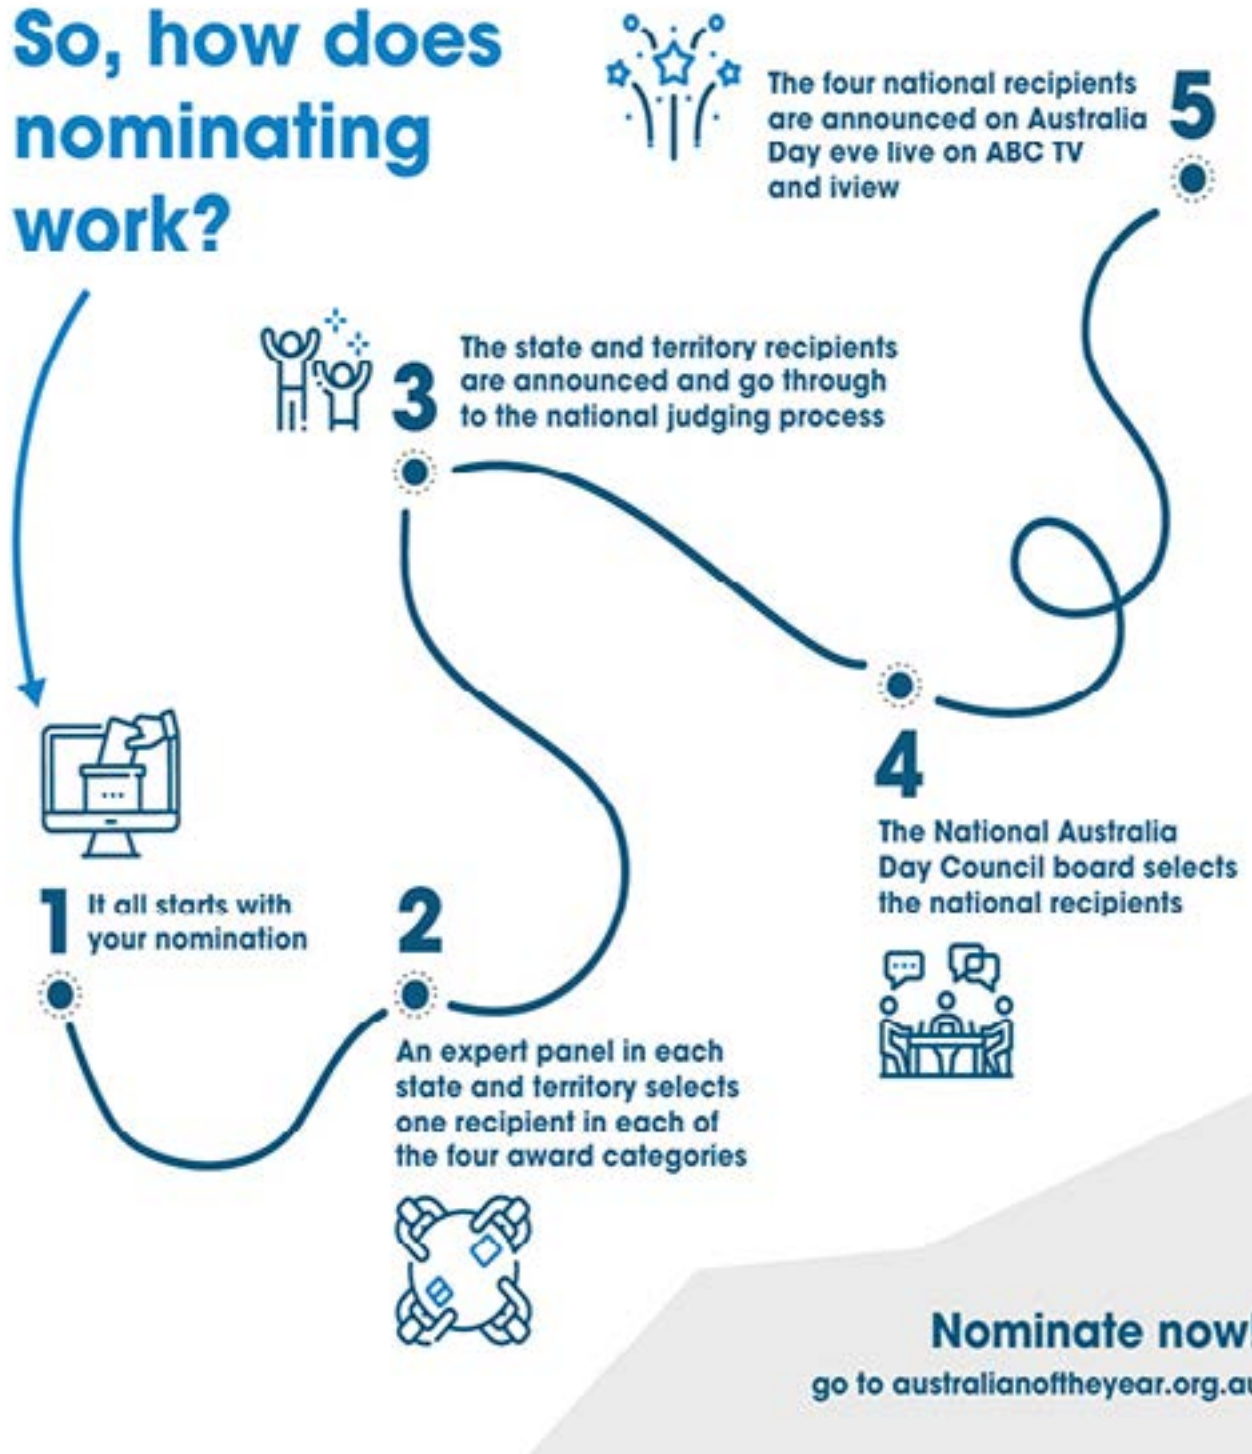 So, how does
nominating
work?
1
It all starts with
your nomination
2
An expert panel in each
state and territory selects
one recipient in each of
the four award categories
3
The state and territory recipients
are announced and go through
to the national judging process
4
The National Australia
Day Council board selects
the national recipients
5
The four national recipients
are announced on Australia
Day eve live on ABC TV
and iview
Nominate now!
go to australianoftheyear.org.au